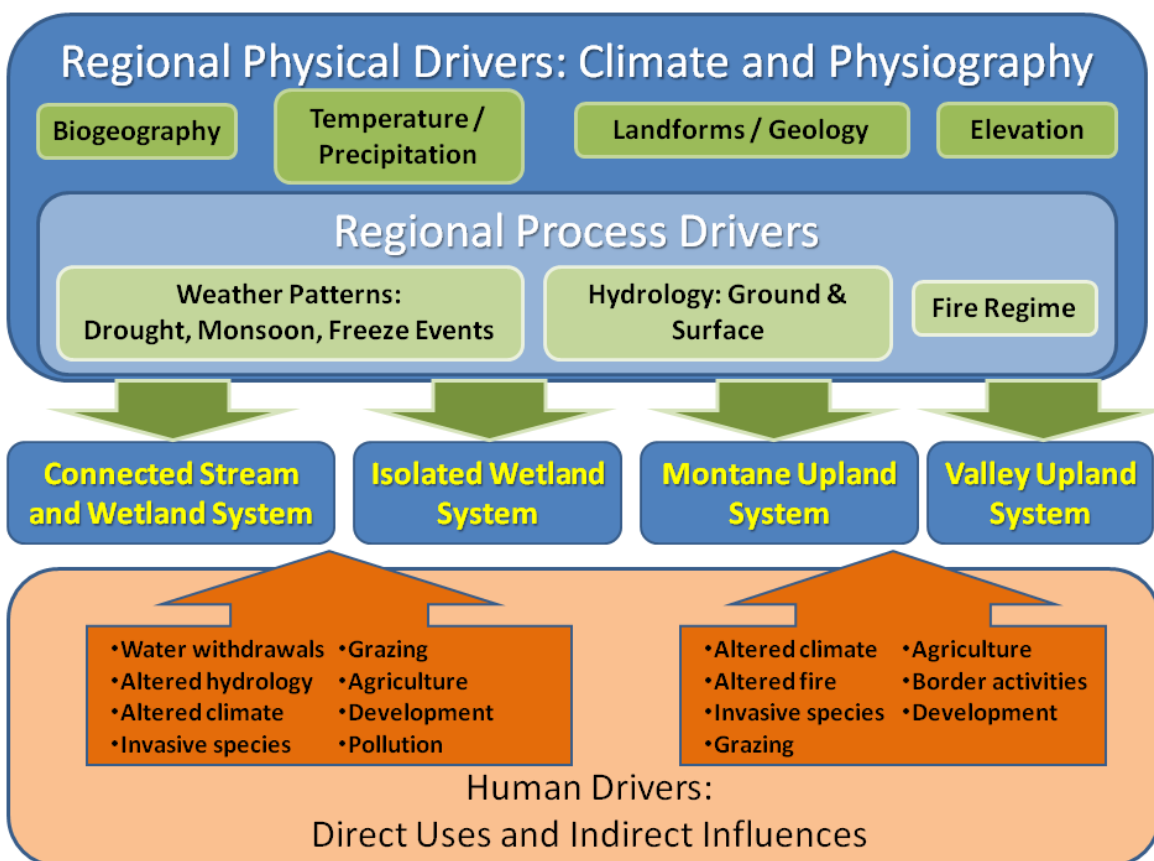 Regional Physical Drivers: Climate and Physiography
Biogeography
Temperature /
Precipitation
Landforms / Geology
Elevation
Regional Process Drivers
Weather Patterns:
Drought, Monsoon, Freeze Events
Hydrology: Ground &
Surface
Fire Regime
Connected Stream
and Wetland System
Isolated Wetland
System
Montane Upland
System
Valley Upland
System
•Water withdrawals
•Altered hydrology
•Altered climate
•Invasive species
•Grazing
•Agriculture
•Development
•Pollution
•Altered climate
•Altered fire
•Invasive species
•Grazing
•Agriculture
•Border activities
•Development
Human Drivers:
Direct Uses and Indirect Influences